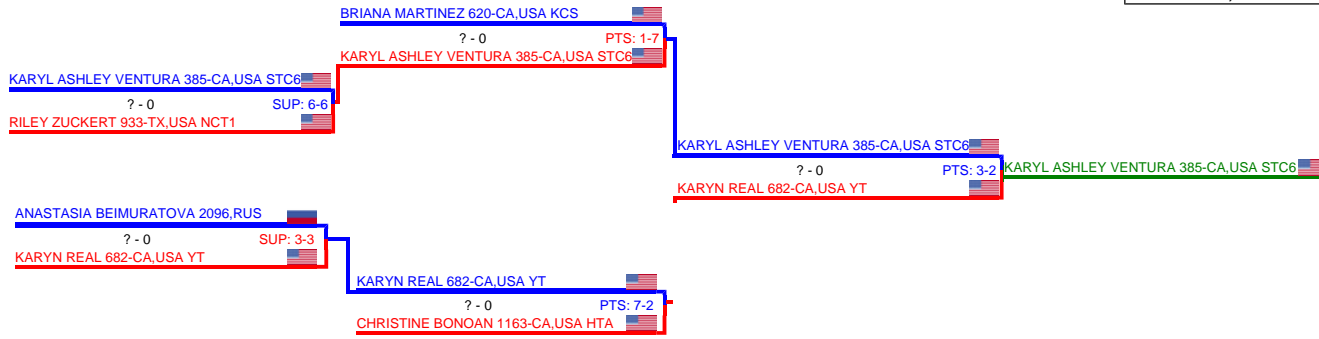 BRIANA MARTINEZ 620-CA,USA KCS
? - 0 PTS: 1-7
KARYL ASHLEY VENTURA 385-CA,USA STC6
KARYL ASHLEY VENTURA 385-CA,USA STC6
? - 0 SUP: 6-6
RILEY ZUCKERT 933-TX,USA NCT1
KARYL ASHLEY VENTURA 385-CA,USA STC6
? - 0 PTS: 3-2
KARYN REAL 682-CA,USA YT
KARYL ASHLEY VENTURA 385-CA,USA STC6
ANASTASIA BEIMURATOVA 2096,RUS
? - 0 SUP: 3-3
KARYN REAL 682-CA,USA YT
KARYN REAL 682-CA,USA YT
? - 0 PTS: 7-2
CHRISTINE BONOAN 1163-CA,USA HTA